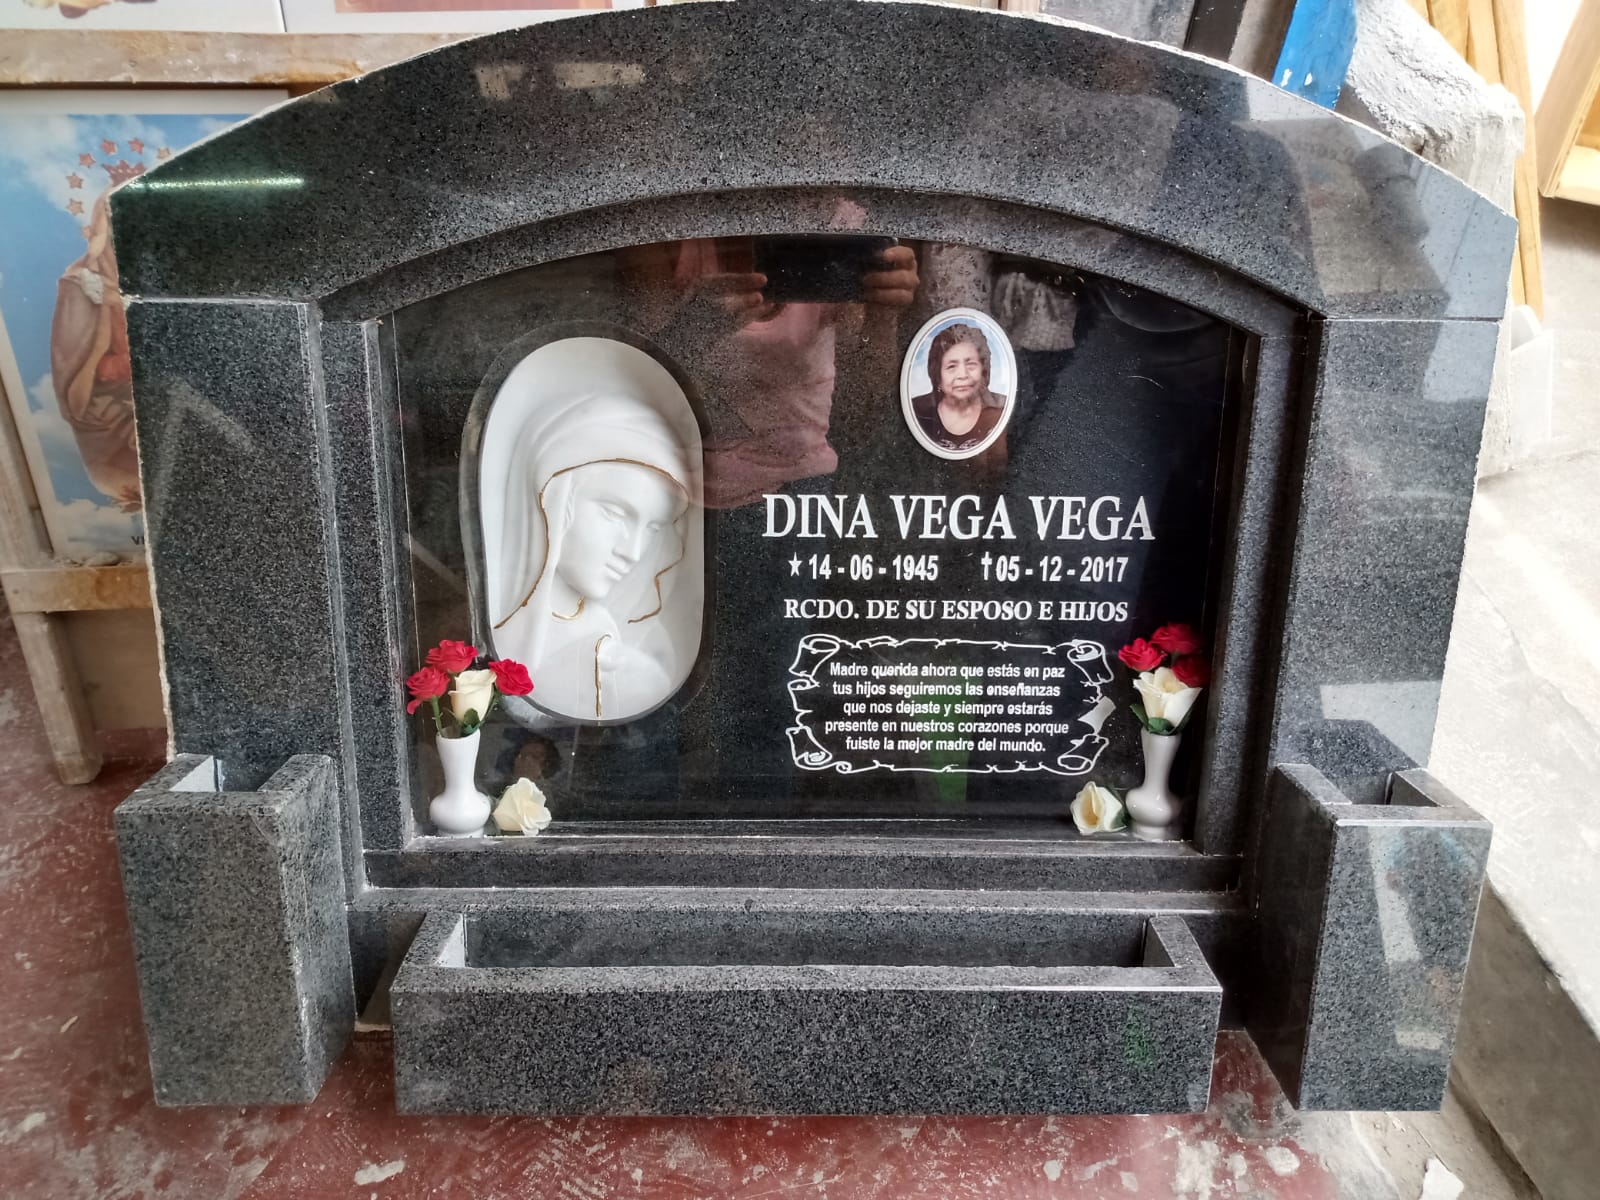 DINA VEGA VEGA
★ 14 - 06 - 1945 ✝ 05 - 12 - 2017
RCDO. DE SU ESPOSO E HIJOS
Madre querida ahora que estás en paz
tus hijos seguiremos las enseñanzas
que nos dejaste y siempre estarás
presente en nuestros corazones porque
fuiste la mejor madre del mundo.